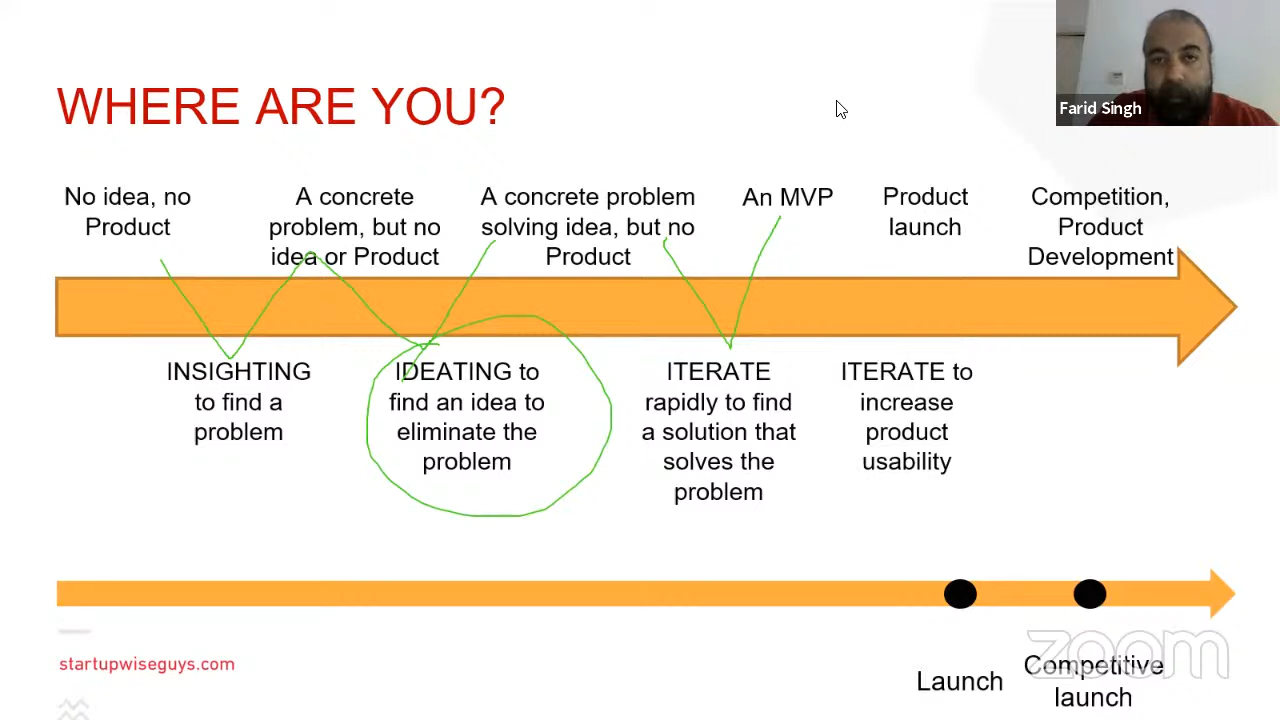 WHERE ARE YOU?
Farid Singh
No idea, no
Product
A concrete
problem, but no
idea or Product
A concrete problem
solving idea, but no
Product
An MVP
Product
launch
Competition,
Product
Development
INSIGHTING
to find a
problem
IDEATING to
find an idea to
eliminate the
problem
ITERATE
rapidly to find
a solution that
solves the
problem
ITERATE to
increase
product
usability
startupwiseguys.com
zoom
Launch
Competitive
launch